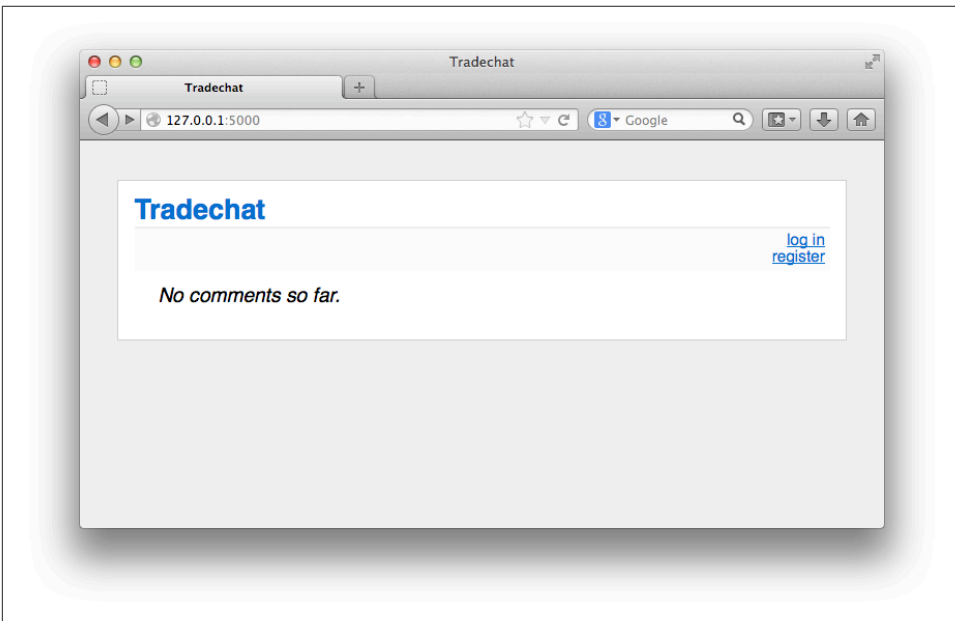 Tradechat
Tradechat
127.0.0.1:5000
Google
Tradechat
log in
register
No comments so far.